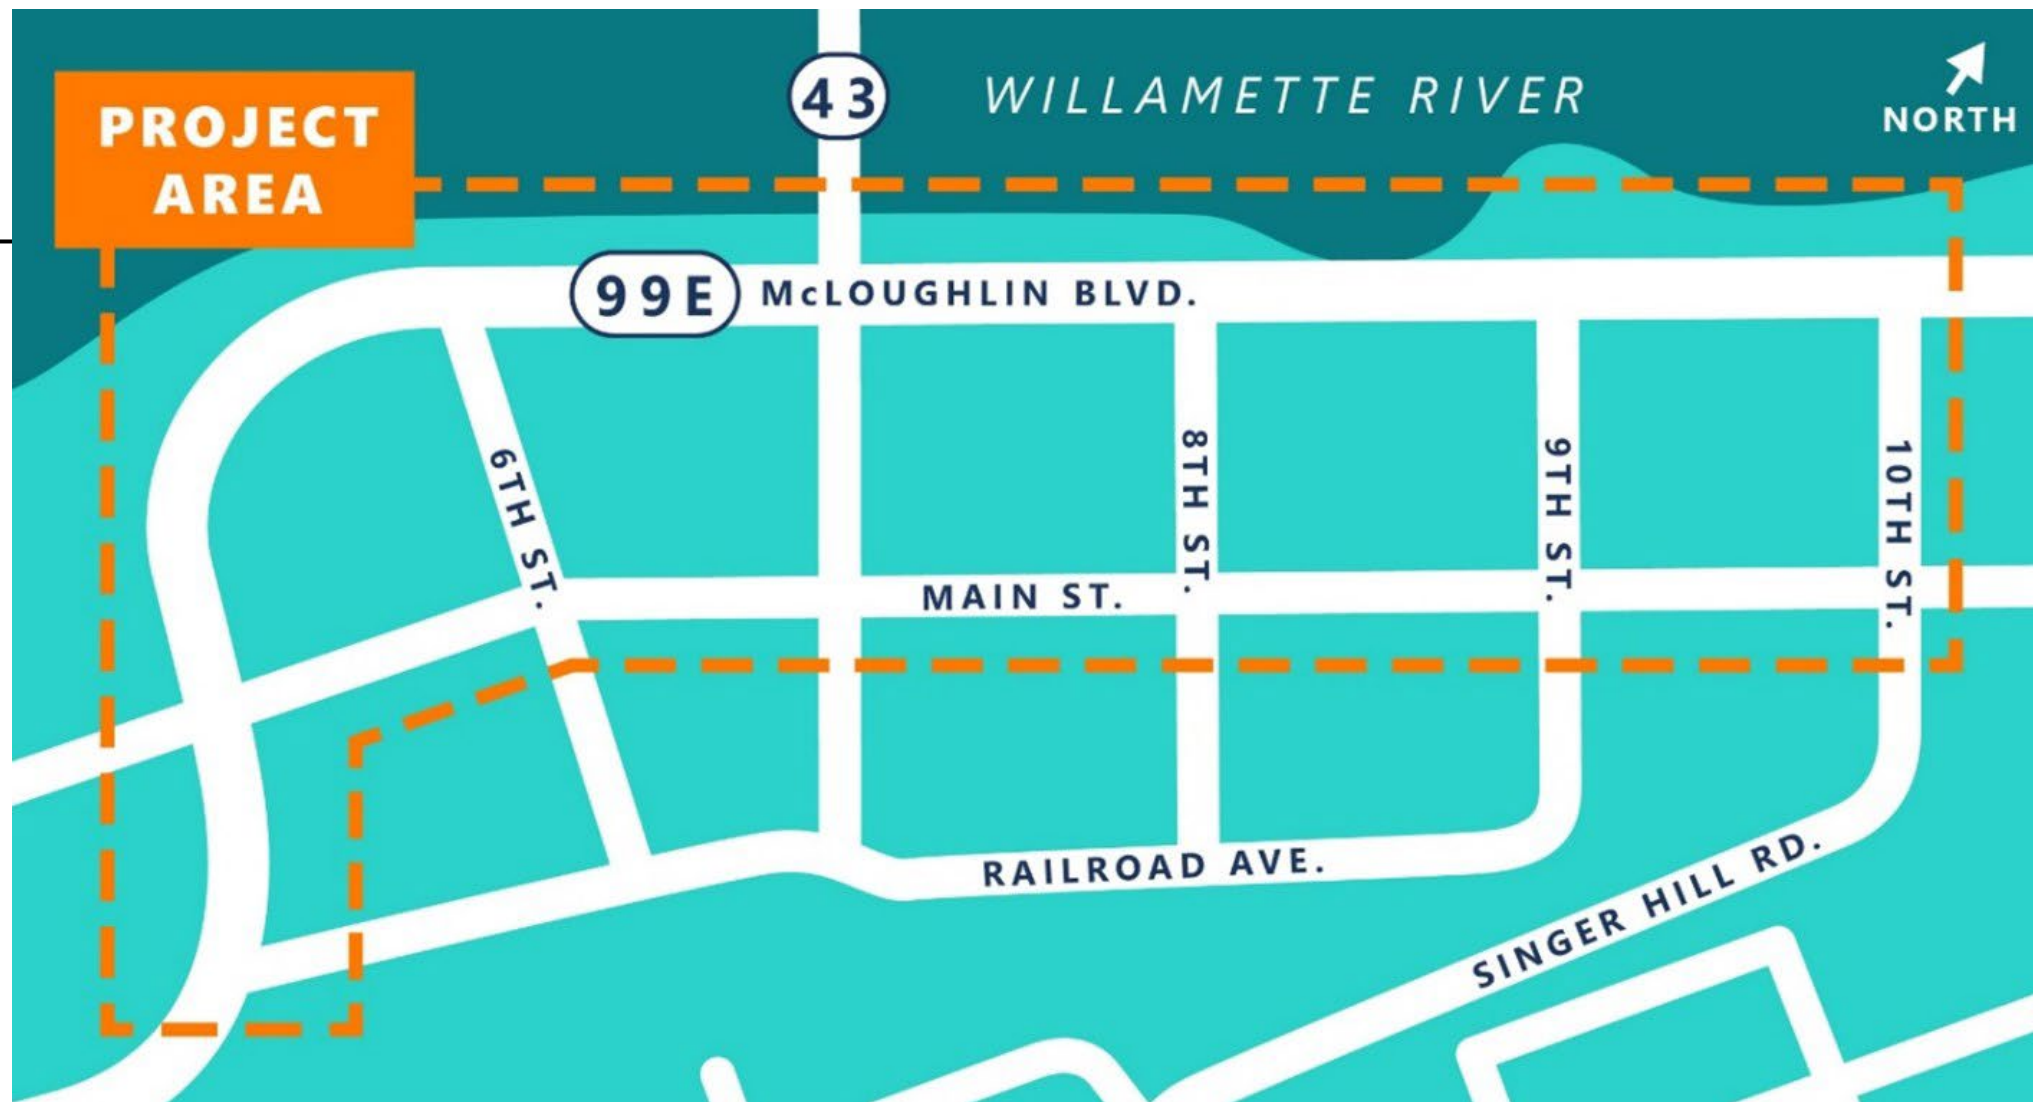 PROJECT
AREA
43
WILLAMETTE RIVER
NORTH
99E
McLOUGHLIN BLVD.
6TH ST.
8TH ST.
9TH ST.
10TH ST.
MAIN ST.
RAILROAD AVE.
SINGER HILL RD.